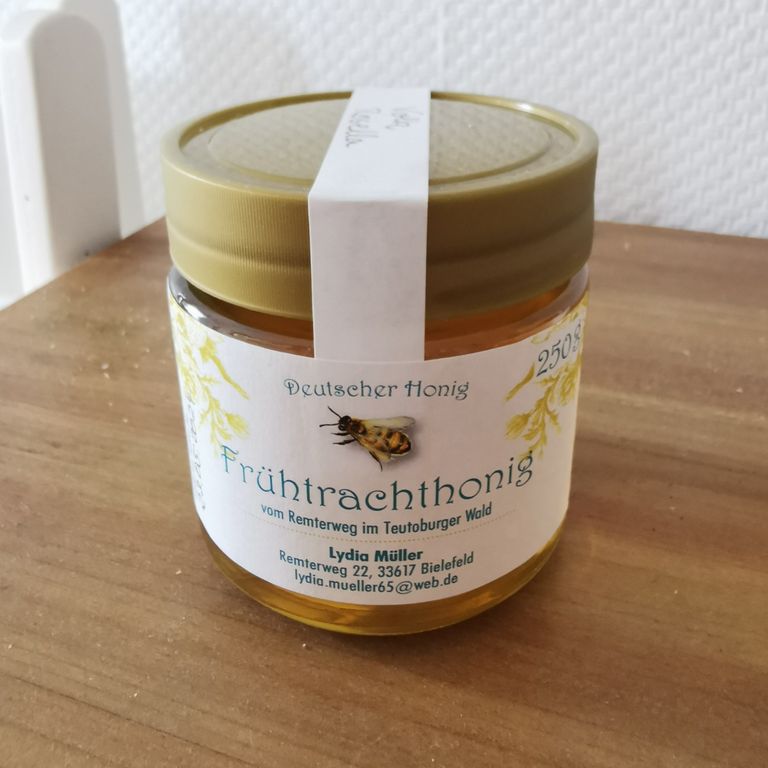 250g
Deutscher Honig
Frühtrachthonig
vom Remterweg im Teutoburger Wald
Lydia Müller
Remterweg 22, 33617 Bielefeld
lydia.mueller65@web.de